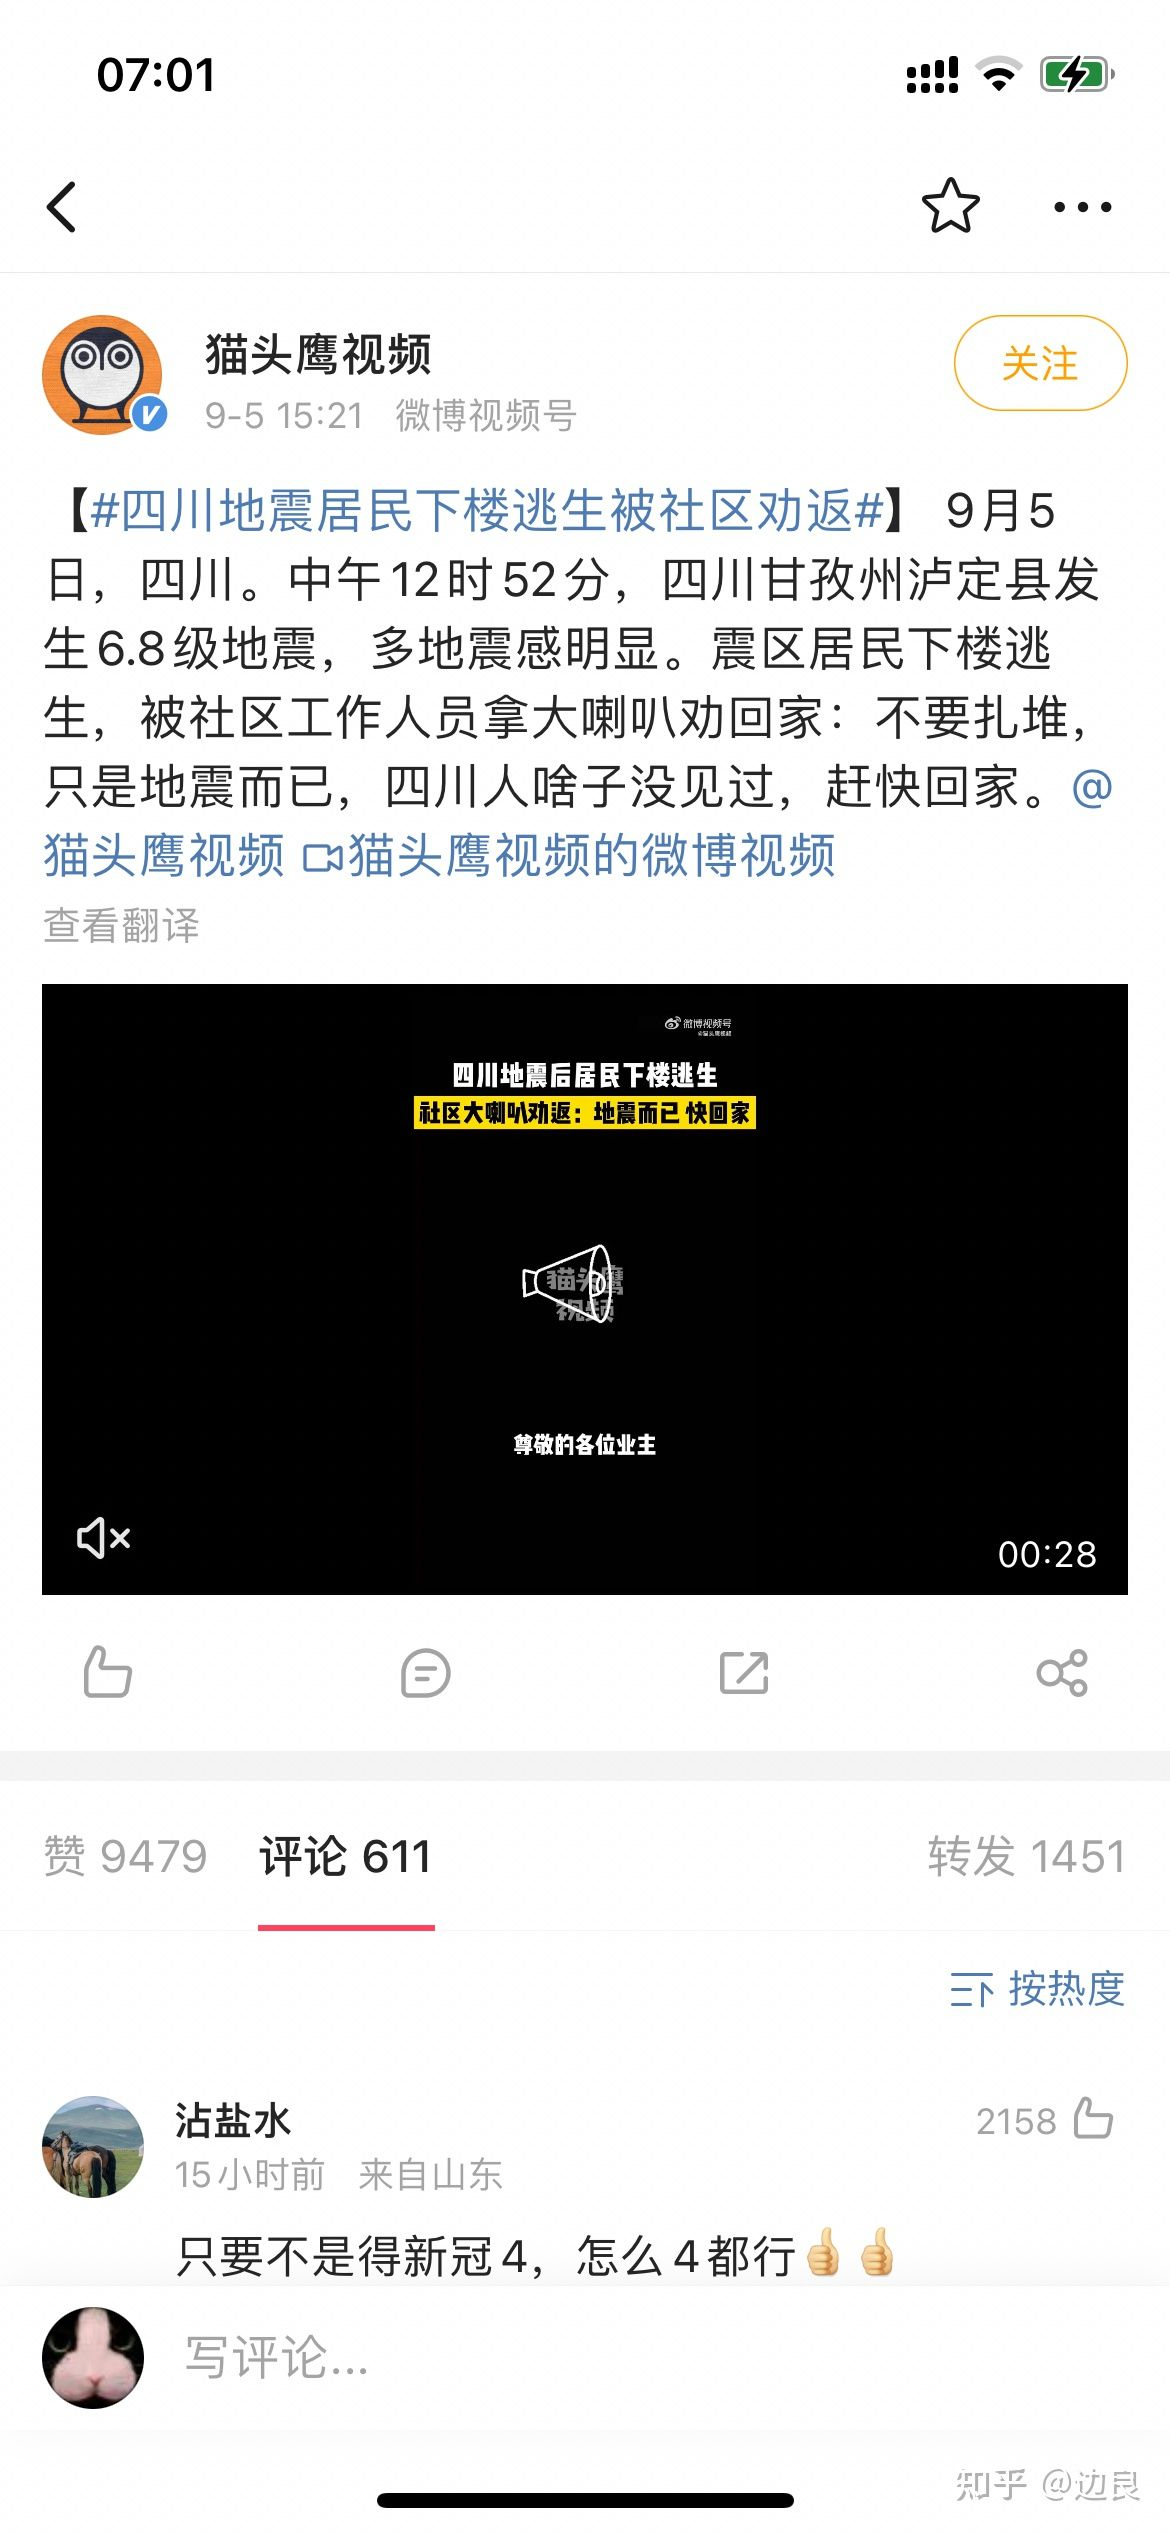 07:01
猫头鹰视频
9-5 15:21 微博视频号
关注
【#四川地震居民下楼逃生被社区劝返#】 9月5
日，四川。中午12时52分，四川甘孜州泸定县发
生6.8级地震，多地震感明显。震区居民下楼逃
生，被社区工作人员拿大喇叭劝回家：不要扎堆，
只是地震而已，四川人啥子没见过，赶快回家。@
猫头鹰视频 猫头鹰视频的微博视频
查看翻译
微博视频号
@猫头鹰视频
四川地震后居民下楼逃生
社区大喇叭劝返：地震而已 快回家
猫头鹰
视频
尊敬的各位业主
00:28
赞 9479 评论 611 转发 1451
按热度
沾盐水
2158
15小时前 来自山东
只要不是得新冠4，怎么4都行👍👍
写评论...
知乎 @边良